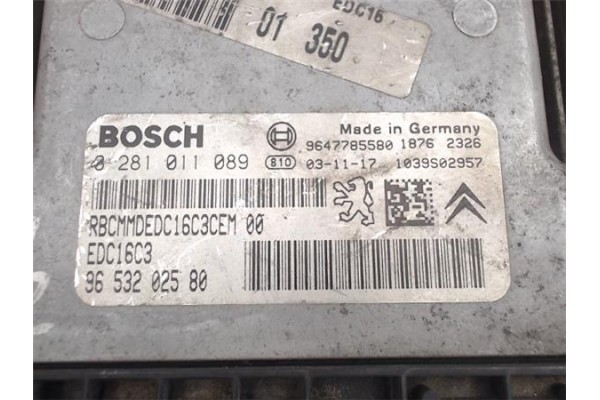 EDC16
01 350
BOSCH
Made in Germany
9647785580 1876 2326
0 281 011 089
810
03-11-17 1039S02957
RBCMMDEDC16C3CEM 00
EDC16C3
96 532 025 80